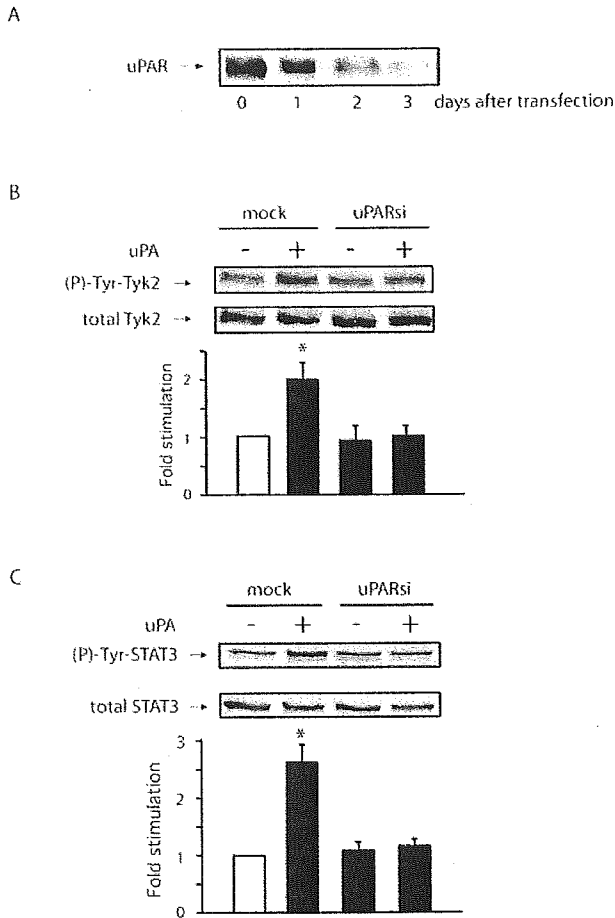 A
uPAR →
0 1 2 3 days after transfection
B
mock uPARsi
uPA - + - +
(P)-Tyr-Tyk2 →
total Tyk2 →
*
Fold stimulation
2
1
0
C
mock uPARsi
uPA - + - +
(P)-Tyr-STAT3 →
total STAT3 →
*
Fold stimulation
3
2
1
0